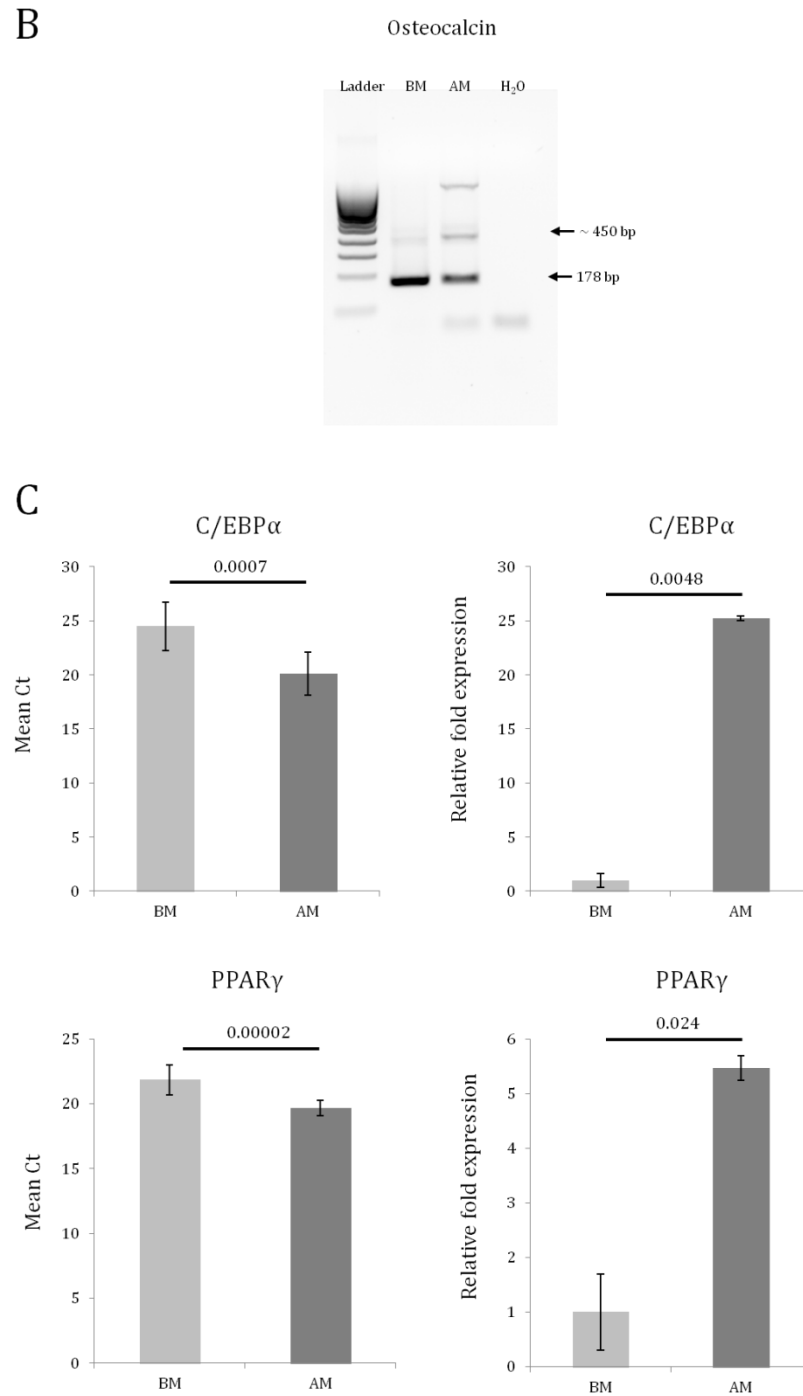 B
Osteocalcin
Ladder BM AM H₂O
~ 450 bp
178 bp
C
C/EBPα
0.0007
Mean Ct
30
25
20
15
10
5
0
BM AM
C/EBPα
0.0048
Relative fold expression
30
25
20
15
10
5
0
BM AM
PPARγ
0.00002
Mean Ct
25
20
15
10
5
0
BM AM
PPARγ
0.024
Relative fold expression
6
5
4
3
2
1
0
BM AM